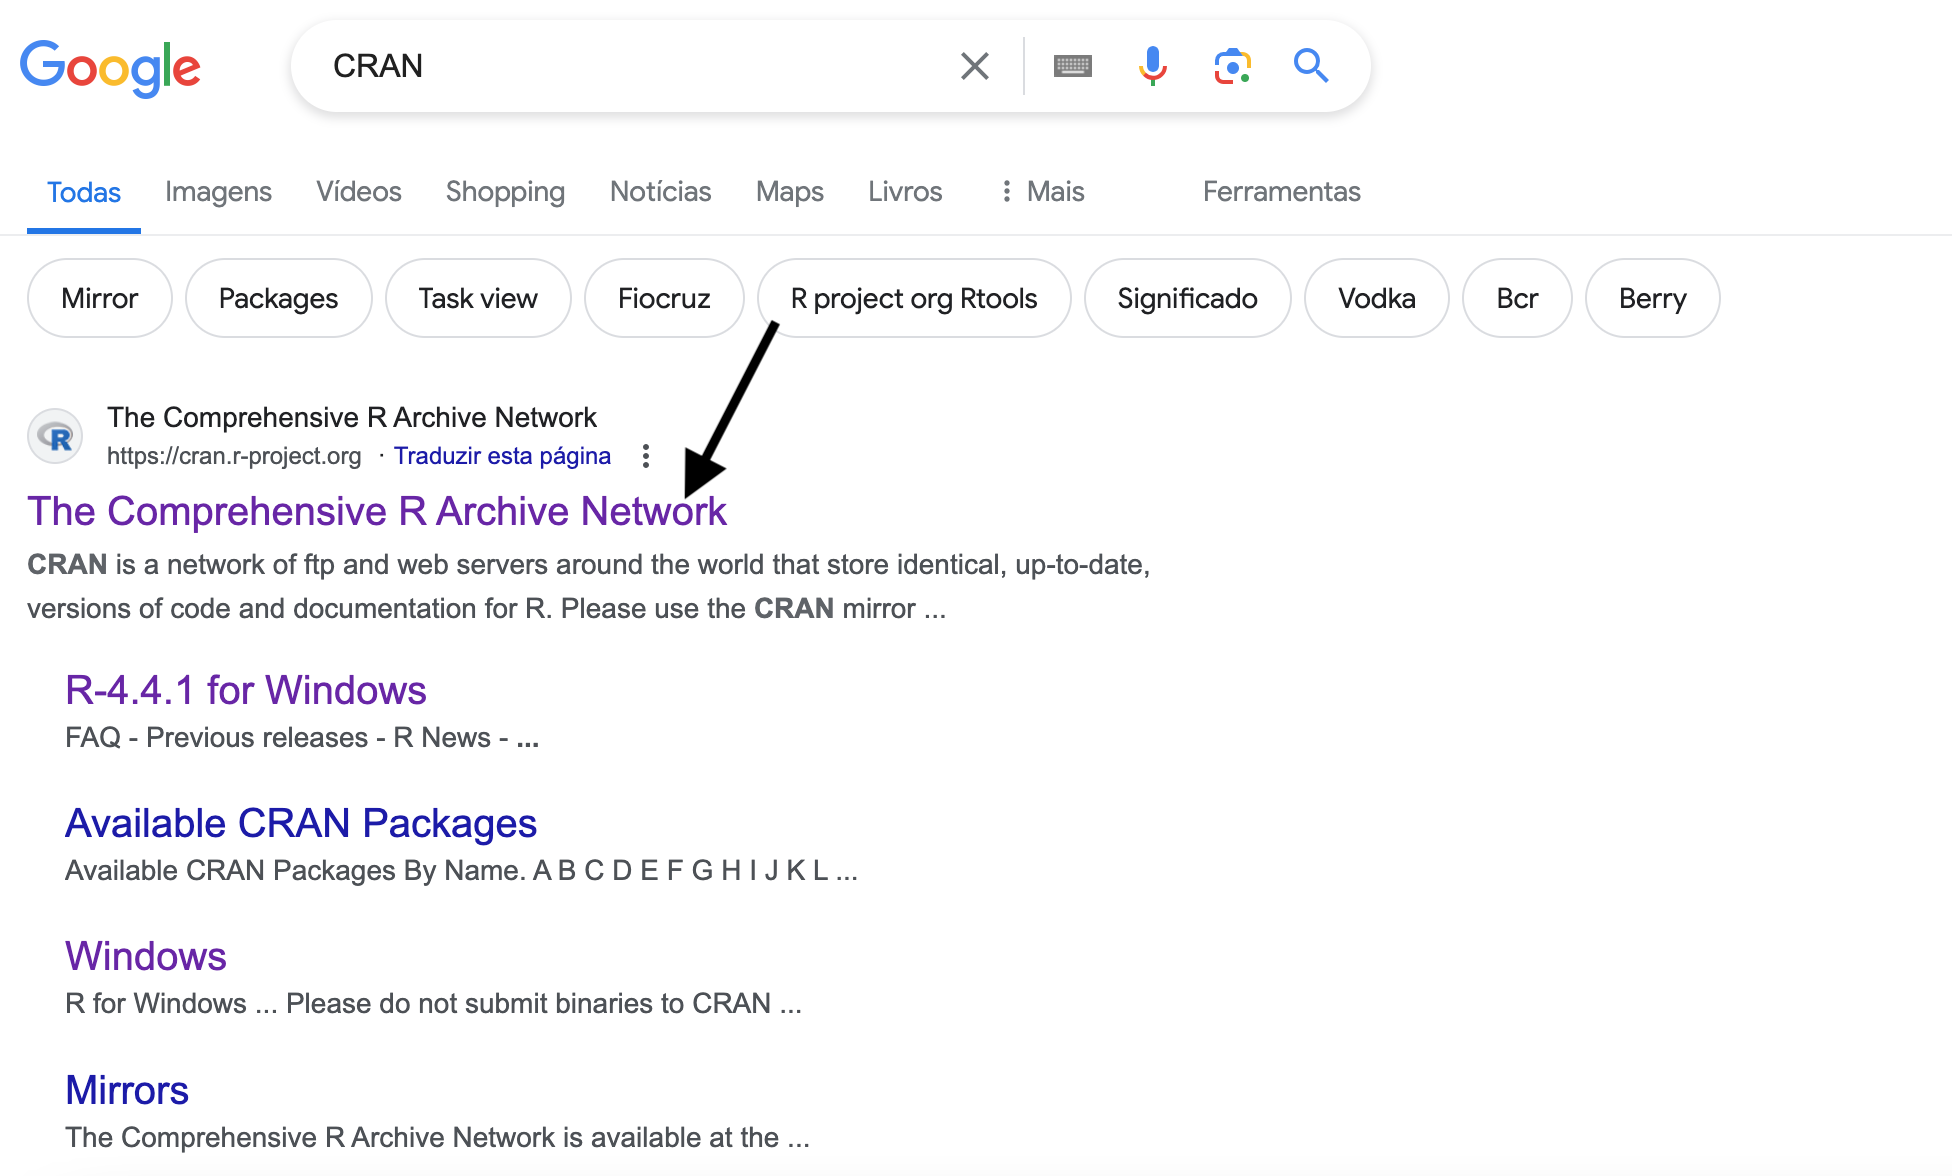 Google
CRAN
Todas Imagens Vídeos Shopping Notícias Maps Livros Mais Ferramentas
Mirror Packages Task view Fiocruz R project org Rtools Significado Vodka Bcr Berry
R
The Comprehensive R Archive Network
https://cran.r-project.org · Traduzir esta página
The Comprehensive R Archive Network
CRAN is a network of ftp and web servers around the world that store identical, up-to-date,
versions of code and documentation for R. Please use the CRAN mirror ...
R-4.4.1 for Windows
FAQ - Previous releases - R News - ...
Available CRAN Packages
Available CRAN Packages By Name. A B C D E F G H I J K L ...
Windows
R for Windows ... Please do not submit binaries to CRAN ...
Mirrors
The Comprehensive R Archive Network is available at the ...